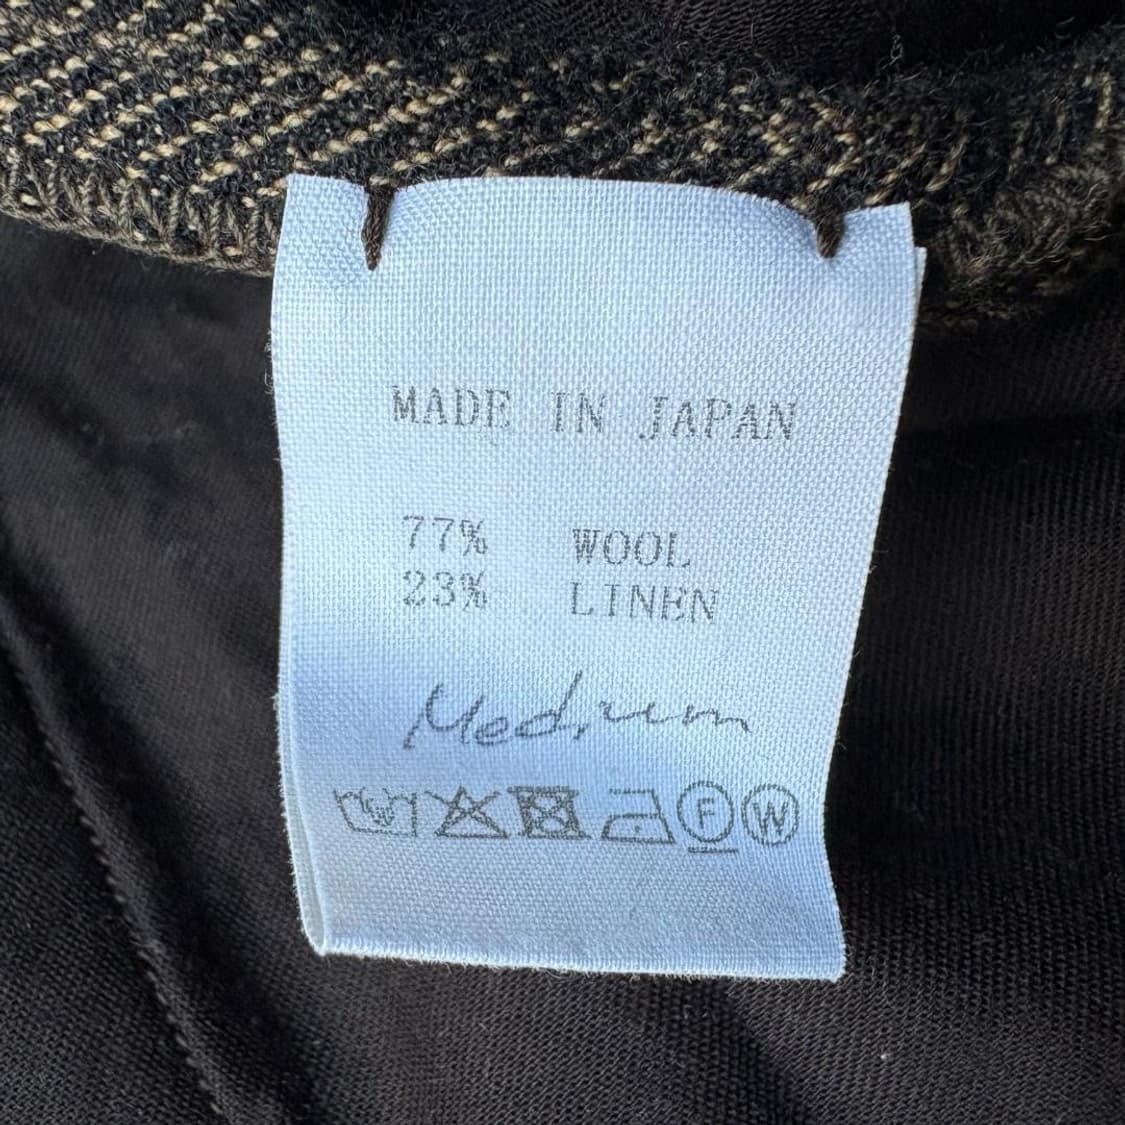 MADE IN JAPAN
77% WOOL
23% LINEN
Medium
F W